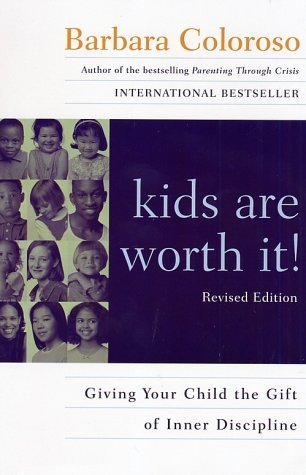 Barbara Coloroso
Author of the bestselling Parenting Through Crisis
INTERNATIONAL BESTSELLER
kids are
worth it!
Revised Edition
Giving Your Child the Gift
of Inner Discipline